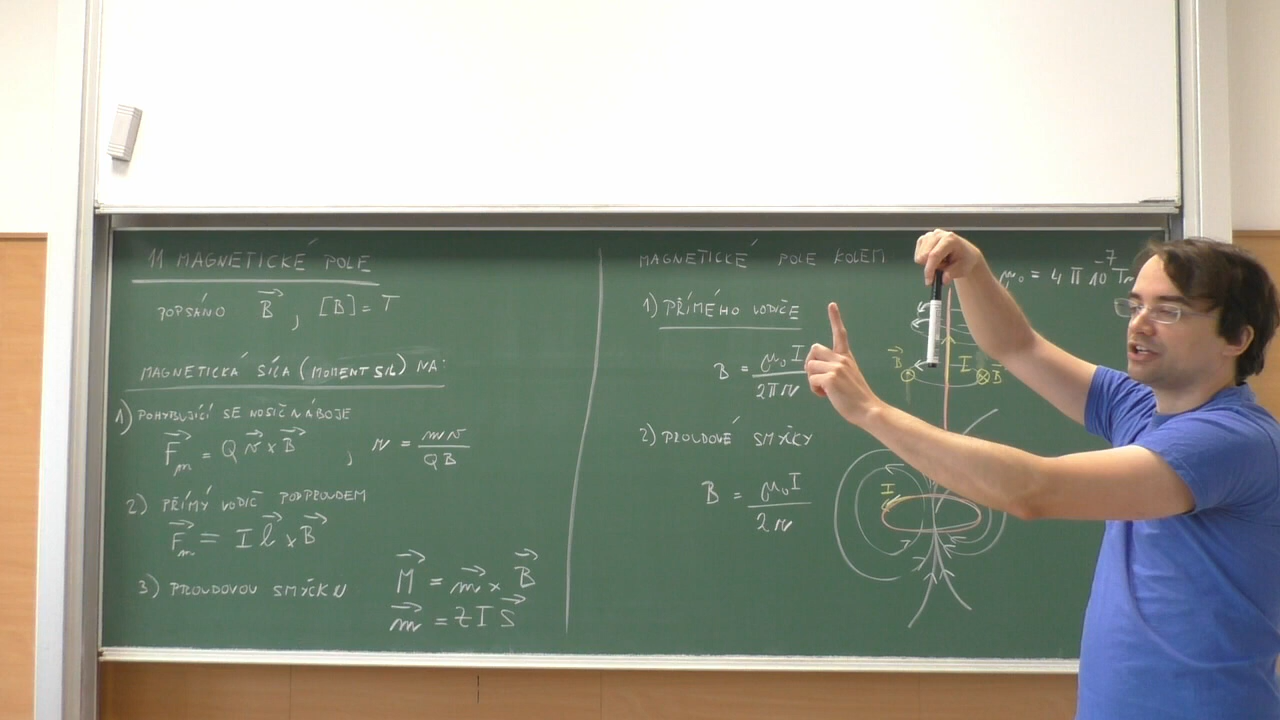 11 MAGNETICKÉ POLE
POPSÁNO B⃗ , [B] = T
MAGNETICKÁ SÍLA (MOMENT SIL) NA:
1) POHYBUJÍCÍ SE NOSIČ NÁBOJE
F⃗m = Q v⃗ × B⃗ , r = mv / QB
2) PŘÍMÝ VODIČ POD PROUDEM
F⃗m = I l⃗ × B⃗
3) PROUDOVOU SMYČKU
M⃗ = m⃗ × B⃗
m⃗ = Z I S⃗
MAGNETICKÉ POLE KOLEM
1) PŘÍMÉHO VODIČE
B = μ₀I / 2πr
2) PROUDOVÉ SMYČKY
B = μ₀I / 2r
μ₀ = 4 π 10⁻⁷
B⃗ I B⃗
I